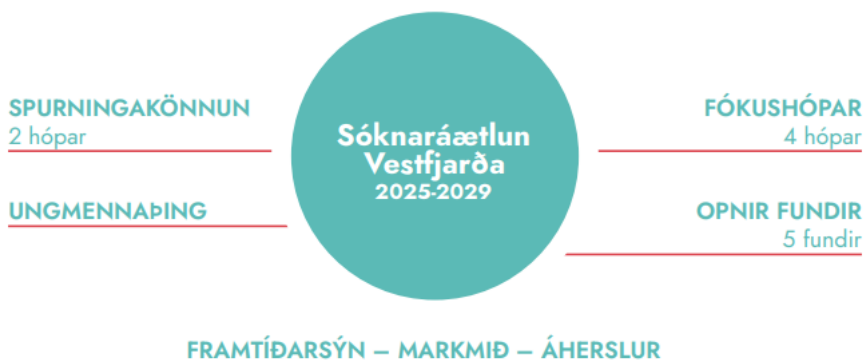 SPURNINGAKÖNNUN
2 hópar
UNGMENNAÞING
Sóknaráætlun
Vestfjarða
2025-2029
FÓKUSHÓPAR
4 hópar
OPNIR FUNDIR
5 fundir
FRAMTÍÐARSÝN – MARKMIÐ – ÁHERSLUR